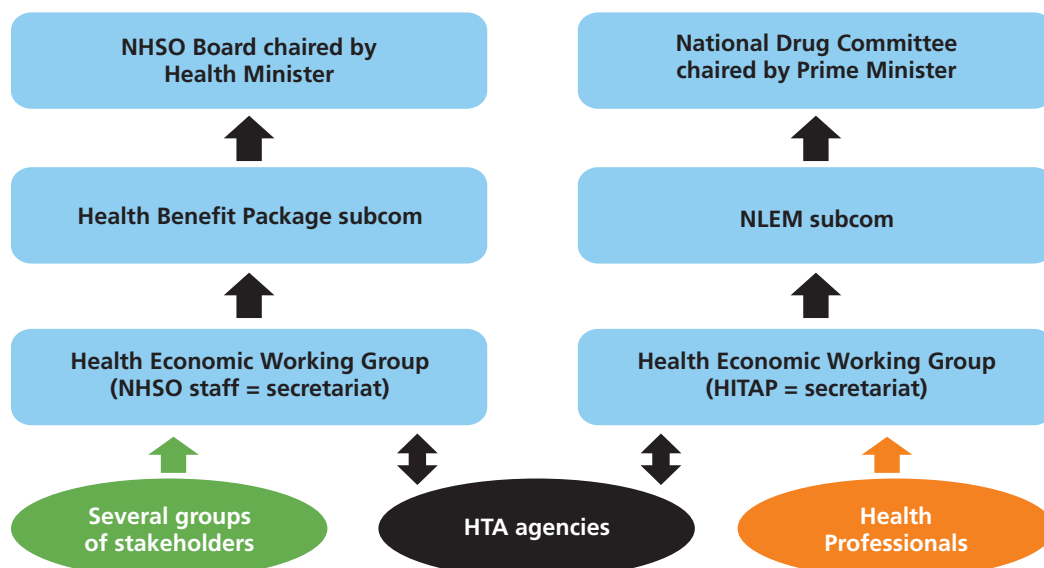 NHSO Board chaired by
Health Minister
National Drug Committee
chaired by Prime Minister
Health Benefit Package subcom
NLEM subcom
Health Economic Working Group
(NHSO staff = secretariat)
Health Economic Working Group
(HITAP = secretariat)
Several groups
of stakeholders
HTA agencies
Health
Professionals